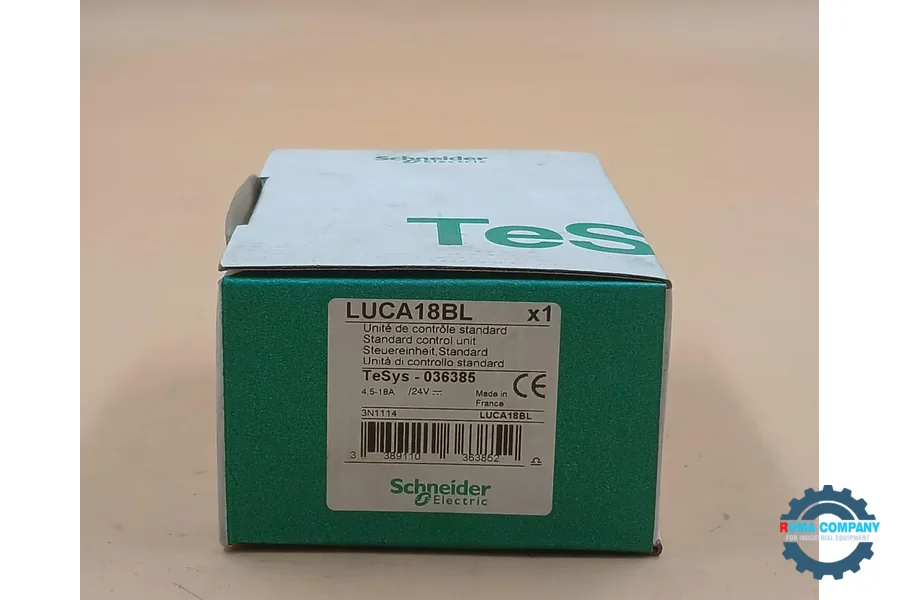 Schneider
Electric
TeS
LUCA18BL x1
Unité de contrôle standard
Standard control unit
Steuereinheit,Standard
Unità di controllo standard
TeSys - 036385
4,5-18A /24V ⎓ Made in
France
CE
3N1114 LUCA18BL
3 389110 363852
Schneider
Electric
ROMA COMPANY
FOR INDUSTRIAL EQUIPMENT